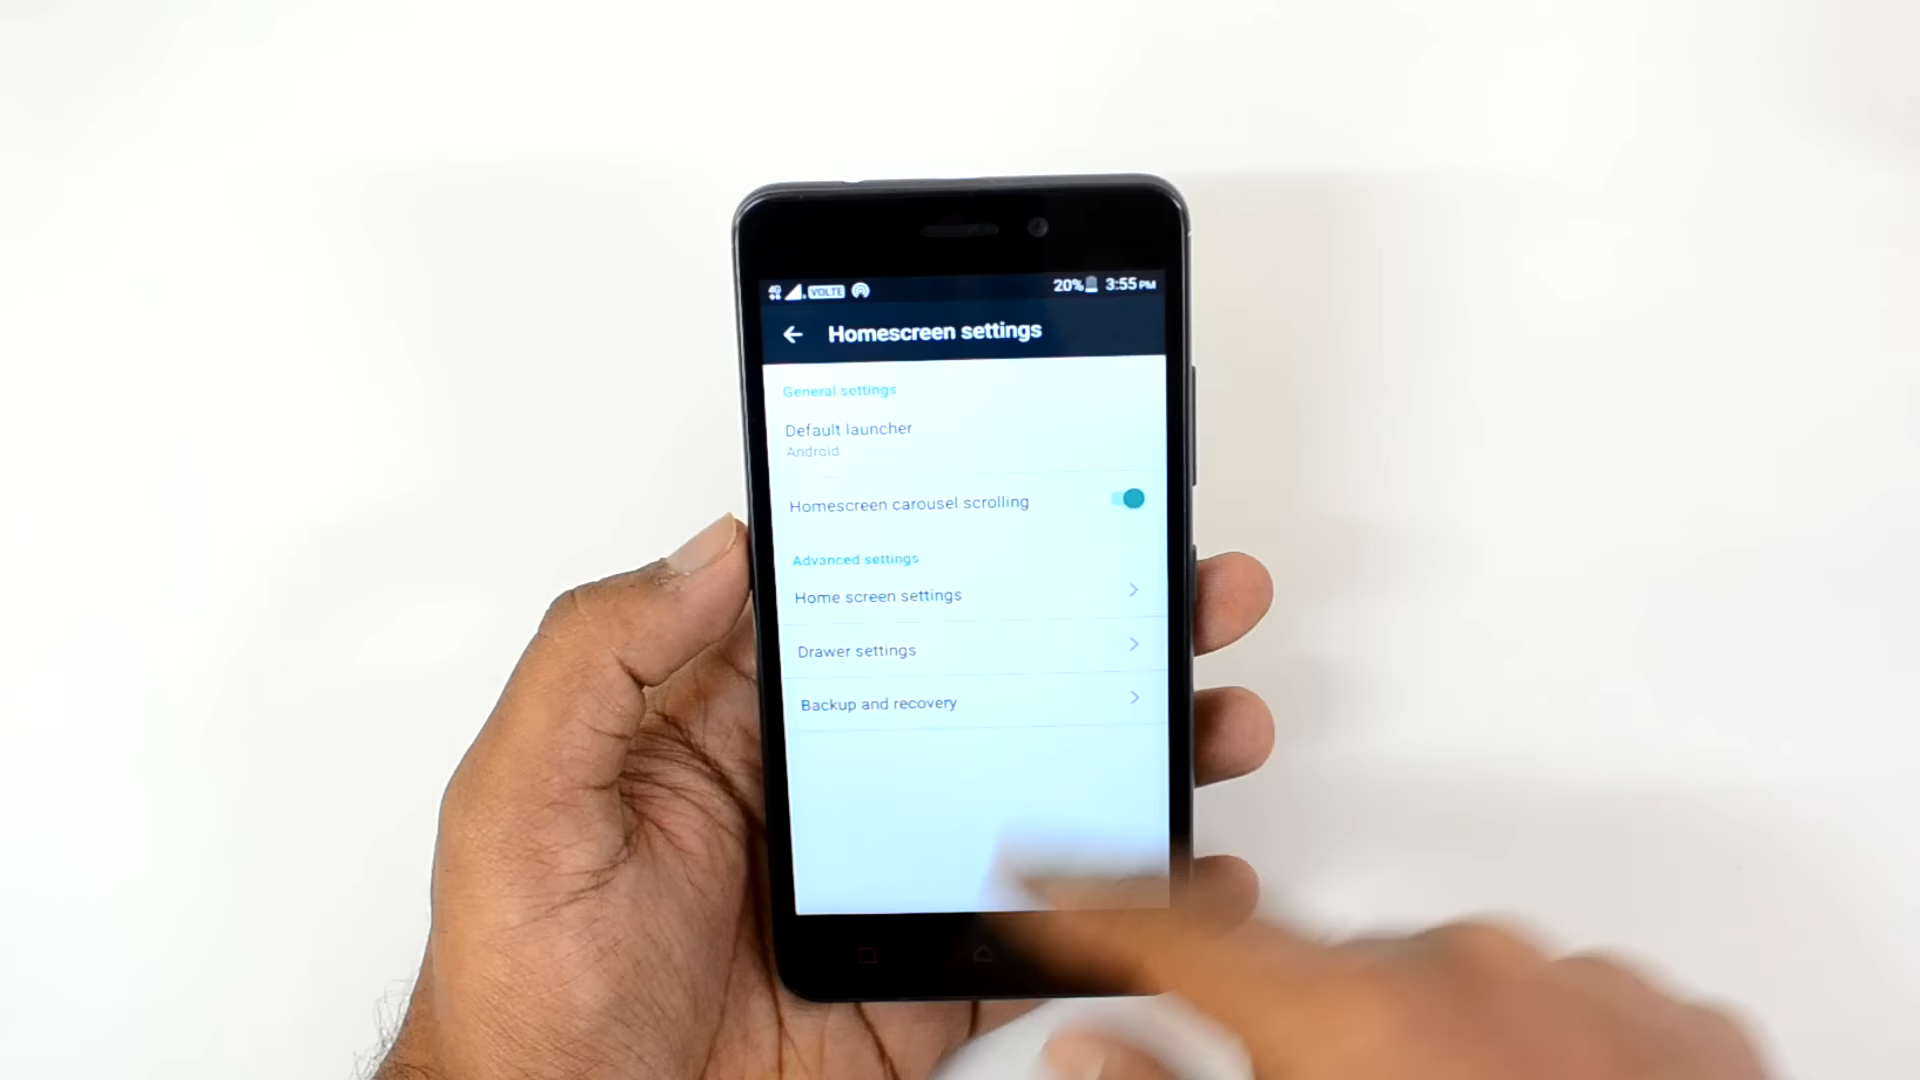 4G VOLTE 20% 3:55 PM
Homescreen settings
General settings
Default launcher
Android
Homescreen carousel scrolling
Advanced settings
Home screen settings
Drawer settings
Backup and recovery